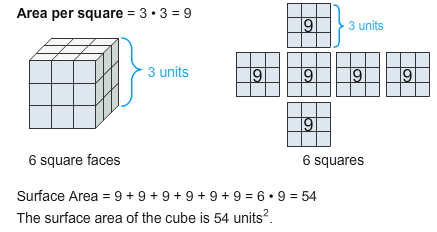 Area per square = 3 • 3 = 9
9
3 units
3 units
9 9 9 9
9
6 square faces
6 squares
Surface Area = 9 + 9 + 9 + 9 + 9 + 9 = 6 • 9 = 54
The surface area of the cube is 54 units².